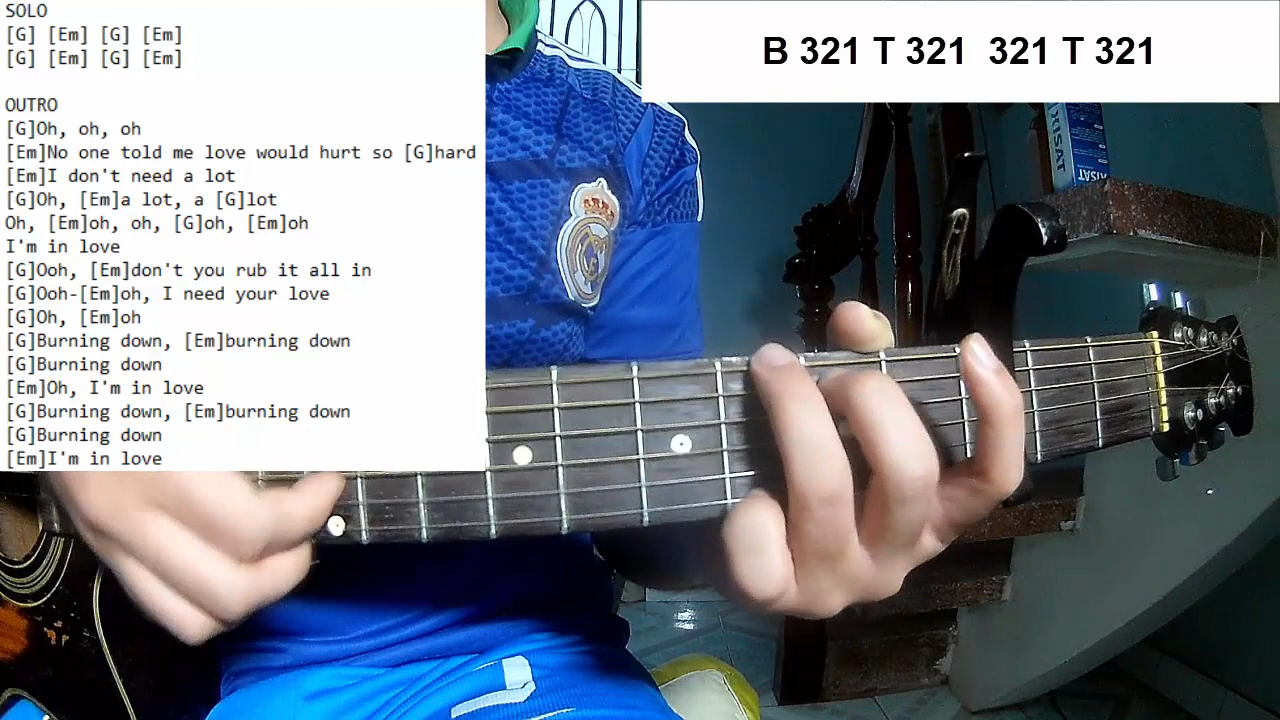 SOLO
[G] [Em] [G] [Em]
[G] [Em] [G] [Em]
OUTRO
[G]Oh, oh, oh
[Em]No one told me love would hurt so [G]hard
[Em]I don't need a lot
[G]Oh, [Em]a lot, a [G]lot
Oh, [Em]oh, oh, [G]oh, [Em]oh
I'm in love
[G]Ooh, [Em]don't you rub it all in
[G]Ooh-[Em]oh, I need your love
[G]Oh, [Em]oh
[G]Burning down, [Em]burning down
[G]Burning down
[Em]Oh, I'm in love
[G]Burning down, [Em]burning down
[G]Burning down
[Em]I'm in love
B 321 T 321  321 T 321
XISAT
XISAT